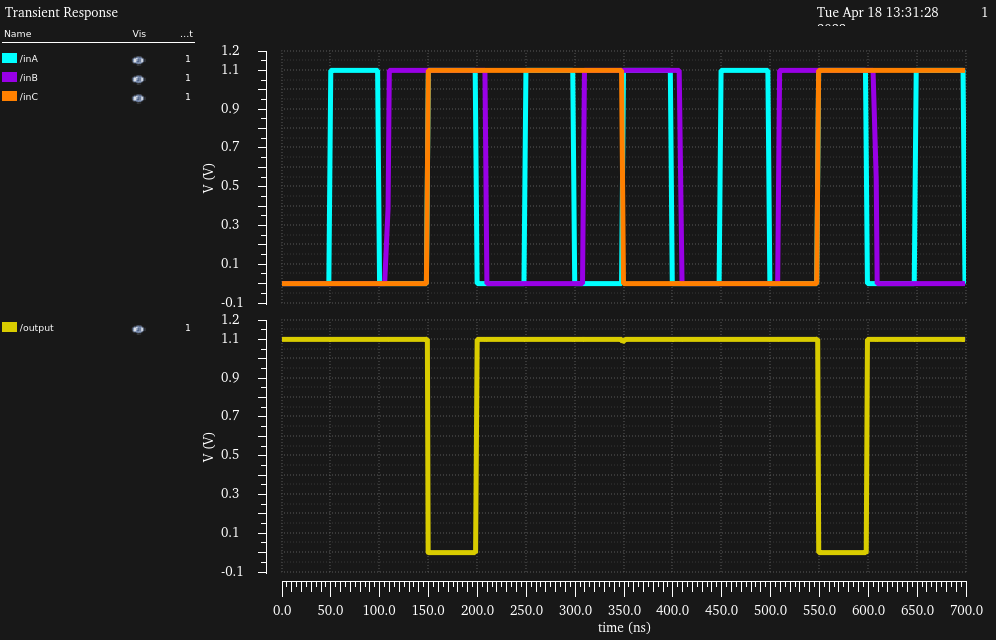 Transient Response
Tue Apr 18 13:31:28 1
Name Vis ...t
/inA 1
/inB 1
/inC 1
1.2
1.1
0.9
0.7
0.5
0.3
0.1
-0.1
V (V)
/output 1
1.2
1.1
0.9
0.7
0.5
0.3
0.1
-0.1
V (V)
0.0 50.0 100.0 150.0 200.0 250.0 300.0 350.0 400.0 450.0 500.0 550.0 600.0 650.0 700.0
time (ns)